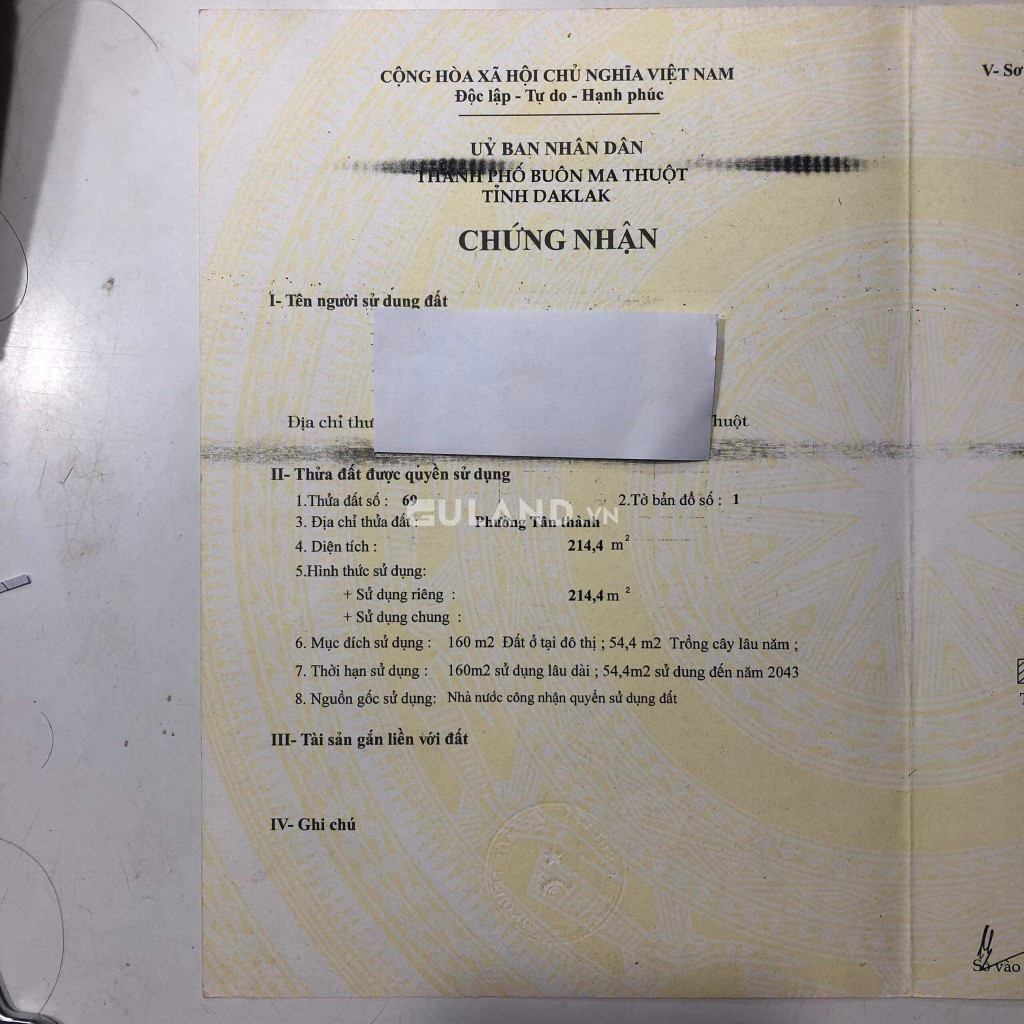 CỘNG HÒA XÃ HỘI CHỦ NGHĨA VIỆT NAM
Độc lập - Tự do - Hạnh phúc
V- Sơ
UỶ BAN NHÂN DÂN
THÀNH PHỐ BUÔN MA THUỘT
TỈNH DAKLAK
CHỨNG NHẬN
I- Tên người sử dụng đất
Địa chỉ thư huột
II- Thửa đất được quyền sử dụng
1.Thửa đất số : 69 2.Tờ bản đồ số : 1
GULAND.VN
3. Địa chỉ thửa đất : Phường Tân thành
4. Diện tích : 214,4 m2
5.Hình thức sử dụng:
+ Sử dụng riêng : 214,4 m2
+ Sử dụng chung :
6. Mục đích sử dụng : 160 m2 Đất ở tại đô thị ; 54,4 m2 Trồng cây lâu năm ;
7. Thời hạn sử dụng : 160m2 sử dụng lâu dài ; 54,4m2 sử dung đến năm 2043
8. Nguồn gốc sử dụng: Nhà nước công nhận quyền sử dụng đất
III- Tài sản gắn liền với đất
IV- Ghi chú
Số vào